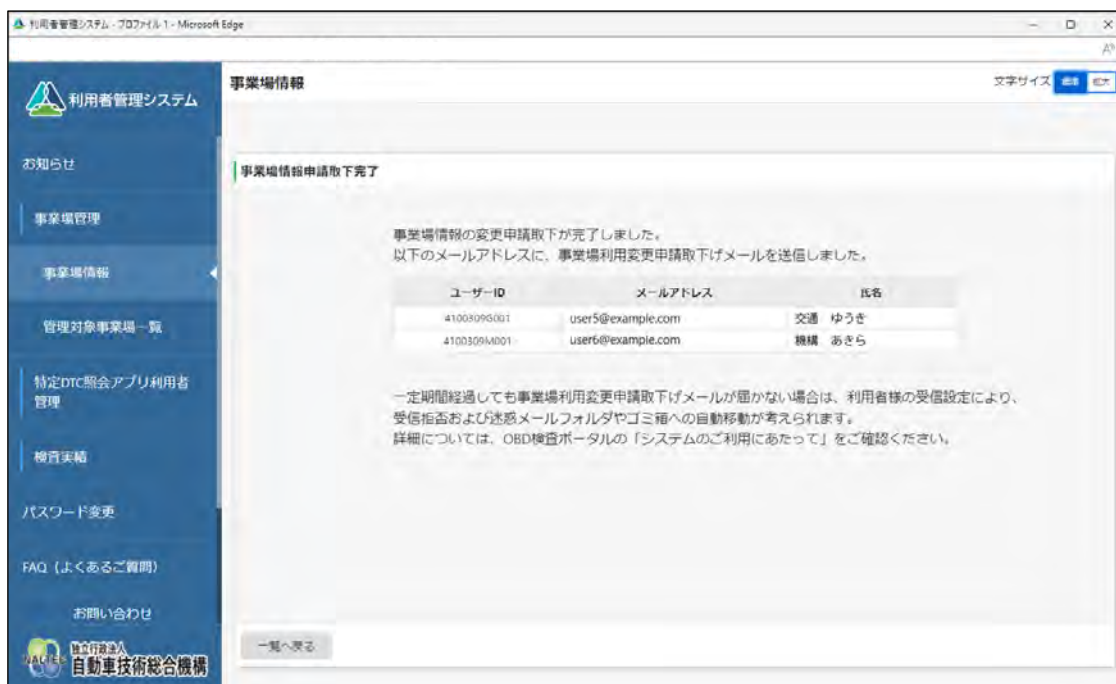 利用者管理システム - プロファイル 1 - Microsoft Edge
利用者管理システム
お知らせ
事業場管理
事業場情報
管理対象事業場一覧
特定DTC照会アプリ利用者
管理
検査実績
パスワード変更
FAQ（よくあるご質問）
お問い合わせ
独立行政法人
自動車技術総合機構
事業場情報
文字サイズ 標準 拡大
事業場情報申請取下完了
事業場情報の変更申請取下が完了しました。
以下のメールアドレスに、事業場利用変更申請取下げメールを送信しました。
ユーザーID メールアドレス 氏名
4100309G001 user5@example.com 交通 ゆうき
4100309M001 user6@example.com 機構 あきら
一定期間経過しても事業場利用変更申請取下げメールが届かない場合は、利用者様の受信設定により、
受信拒否および迷惑メールフォルダやゴミ箱への自動移動が考えられます。
詳細については、OBD検査ポータルの「システムのご利用にあたって」をご確認ください。
一覧へ戻る